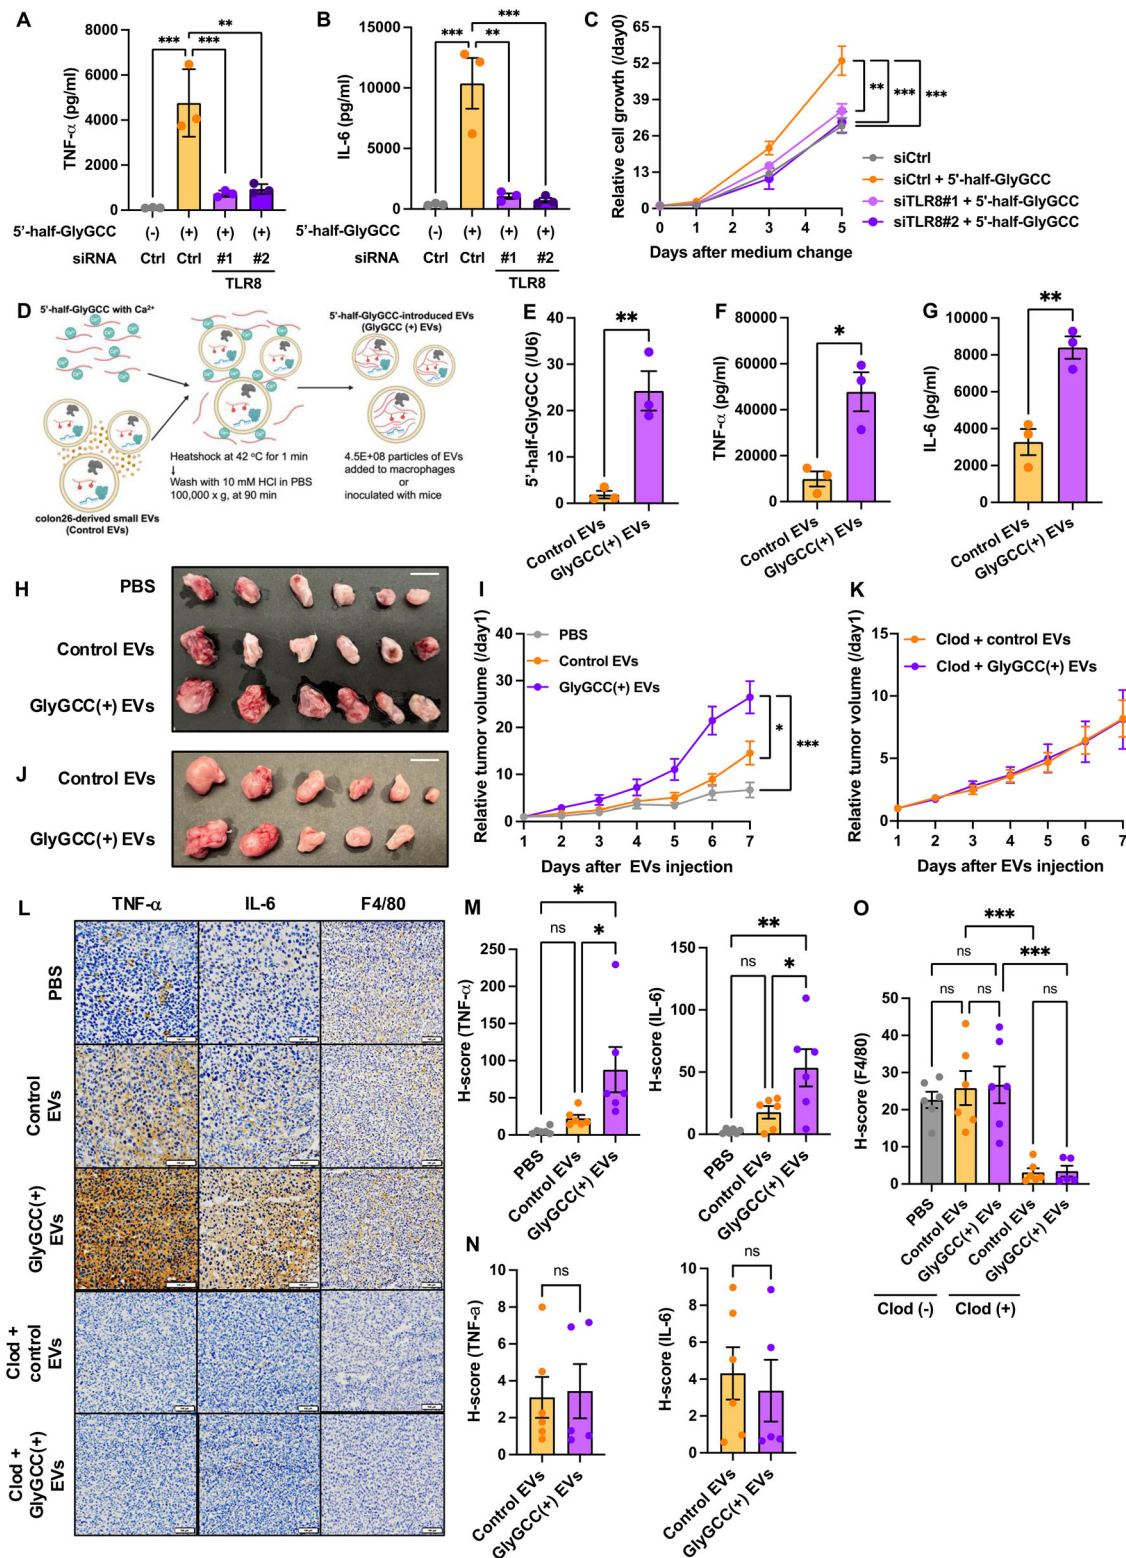 A
TNF-α (pg/ml)
8000
6000
4000
2000
0
***
***
**
5'-half-GlyGCC (-) (+) (+) (+)
siRNA Ctrl Ctrl #1 #2
TLR8
B
IL-6 (pg/ml)
15000
10000
5000
0
***
**
***
5'-half-GlyGCC (-) (+) (+) (+)
siRNA Ctrl Ctrl #1 #2
TLR8
C
Relative cell growth (/day0)
65
52
39
26
13
0
0 1 2 3 4 5
Days after medium change
** *** ***
siCtrl
siCtrl + 5'-half-GlyGCC
siTLR8#1 + 5'-half-GlyGCC
siTLR8#2 + 5'-half-GlyGCC
D
5'-half-GlyGCC with Ca2+
colon26-derived small EVs
(Control EVs)
Heatshock at 42 °C for 1 min
↓
Wash with 10 mM HCl in PBS
100,000 x g, at 90 min
5'-half-GlyGCC-introduced EVs
(GlyGCC (+) EVs)
4.5E+08 particles of EVs
added to macrophages
or
inoculated with mice
E
5'-half-GlyGCC (/U6)
40
30
20
10
0
**
Control EVs
GlyGCC(+) EVs
F
TNF-α (pg/ml)
80000
60000
40000
20000
0
*
Control EVs
GlyGCC(+) EVs
G
IL-6 (pg/ml)
10000
8000
6000
4000
2000
0
**
Control EVs
GlyGCC(+) EVs
H
PBS
Control EVs
GlyGCC(+) EVs
I
Relative tumor volume (/day1)
40
30
20
10
0
1 2 3 4 5 6 7
Days after EVs injection
PBS
Control EVs
GlyGCC(+) EVs
* ***
J
Control EVs
GlyGCC(+) EVs
K
Relative tumor volume (/day1)
15
10
5
0
1 2 3 4 5 6 7
Days after EVs injection
Clod + control EVs
Clod + GlyGCC(+) EVs
L
TNF-α IL-6 F4/80
PBS
Control
EVs
GlyGCC(+)
EVs
Clod +
control
EVs
Clod +
GlyGCC(+)
EVs
M
H-score (TNF-α)
250
200
150
100
50
0
*
ns
*
PBS
Control EVs
GlyGCC(+) EVs
H-score (IL-6)
150
100
50
0
**
ns
*
PBS
Control EVs
GlyGCC(+) EVs
N
H-score (TNF-a)
10
8
6
4
2
0
ns
Control EVs
GlyGCC(+) EVs
H-score (IL-6)
10
8
6
4
2
0
ns
Control EVs
GlyGCC(+) EVs
O
H-score (F4/80)
50
40
30
20
10
0
***
ns
***
ns
ns
ns
PBS
Control EVs
GlyGCC(+) EVs
Control EVs
GlyGCC(+) EVs
Clod (-) Clod (+)